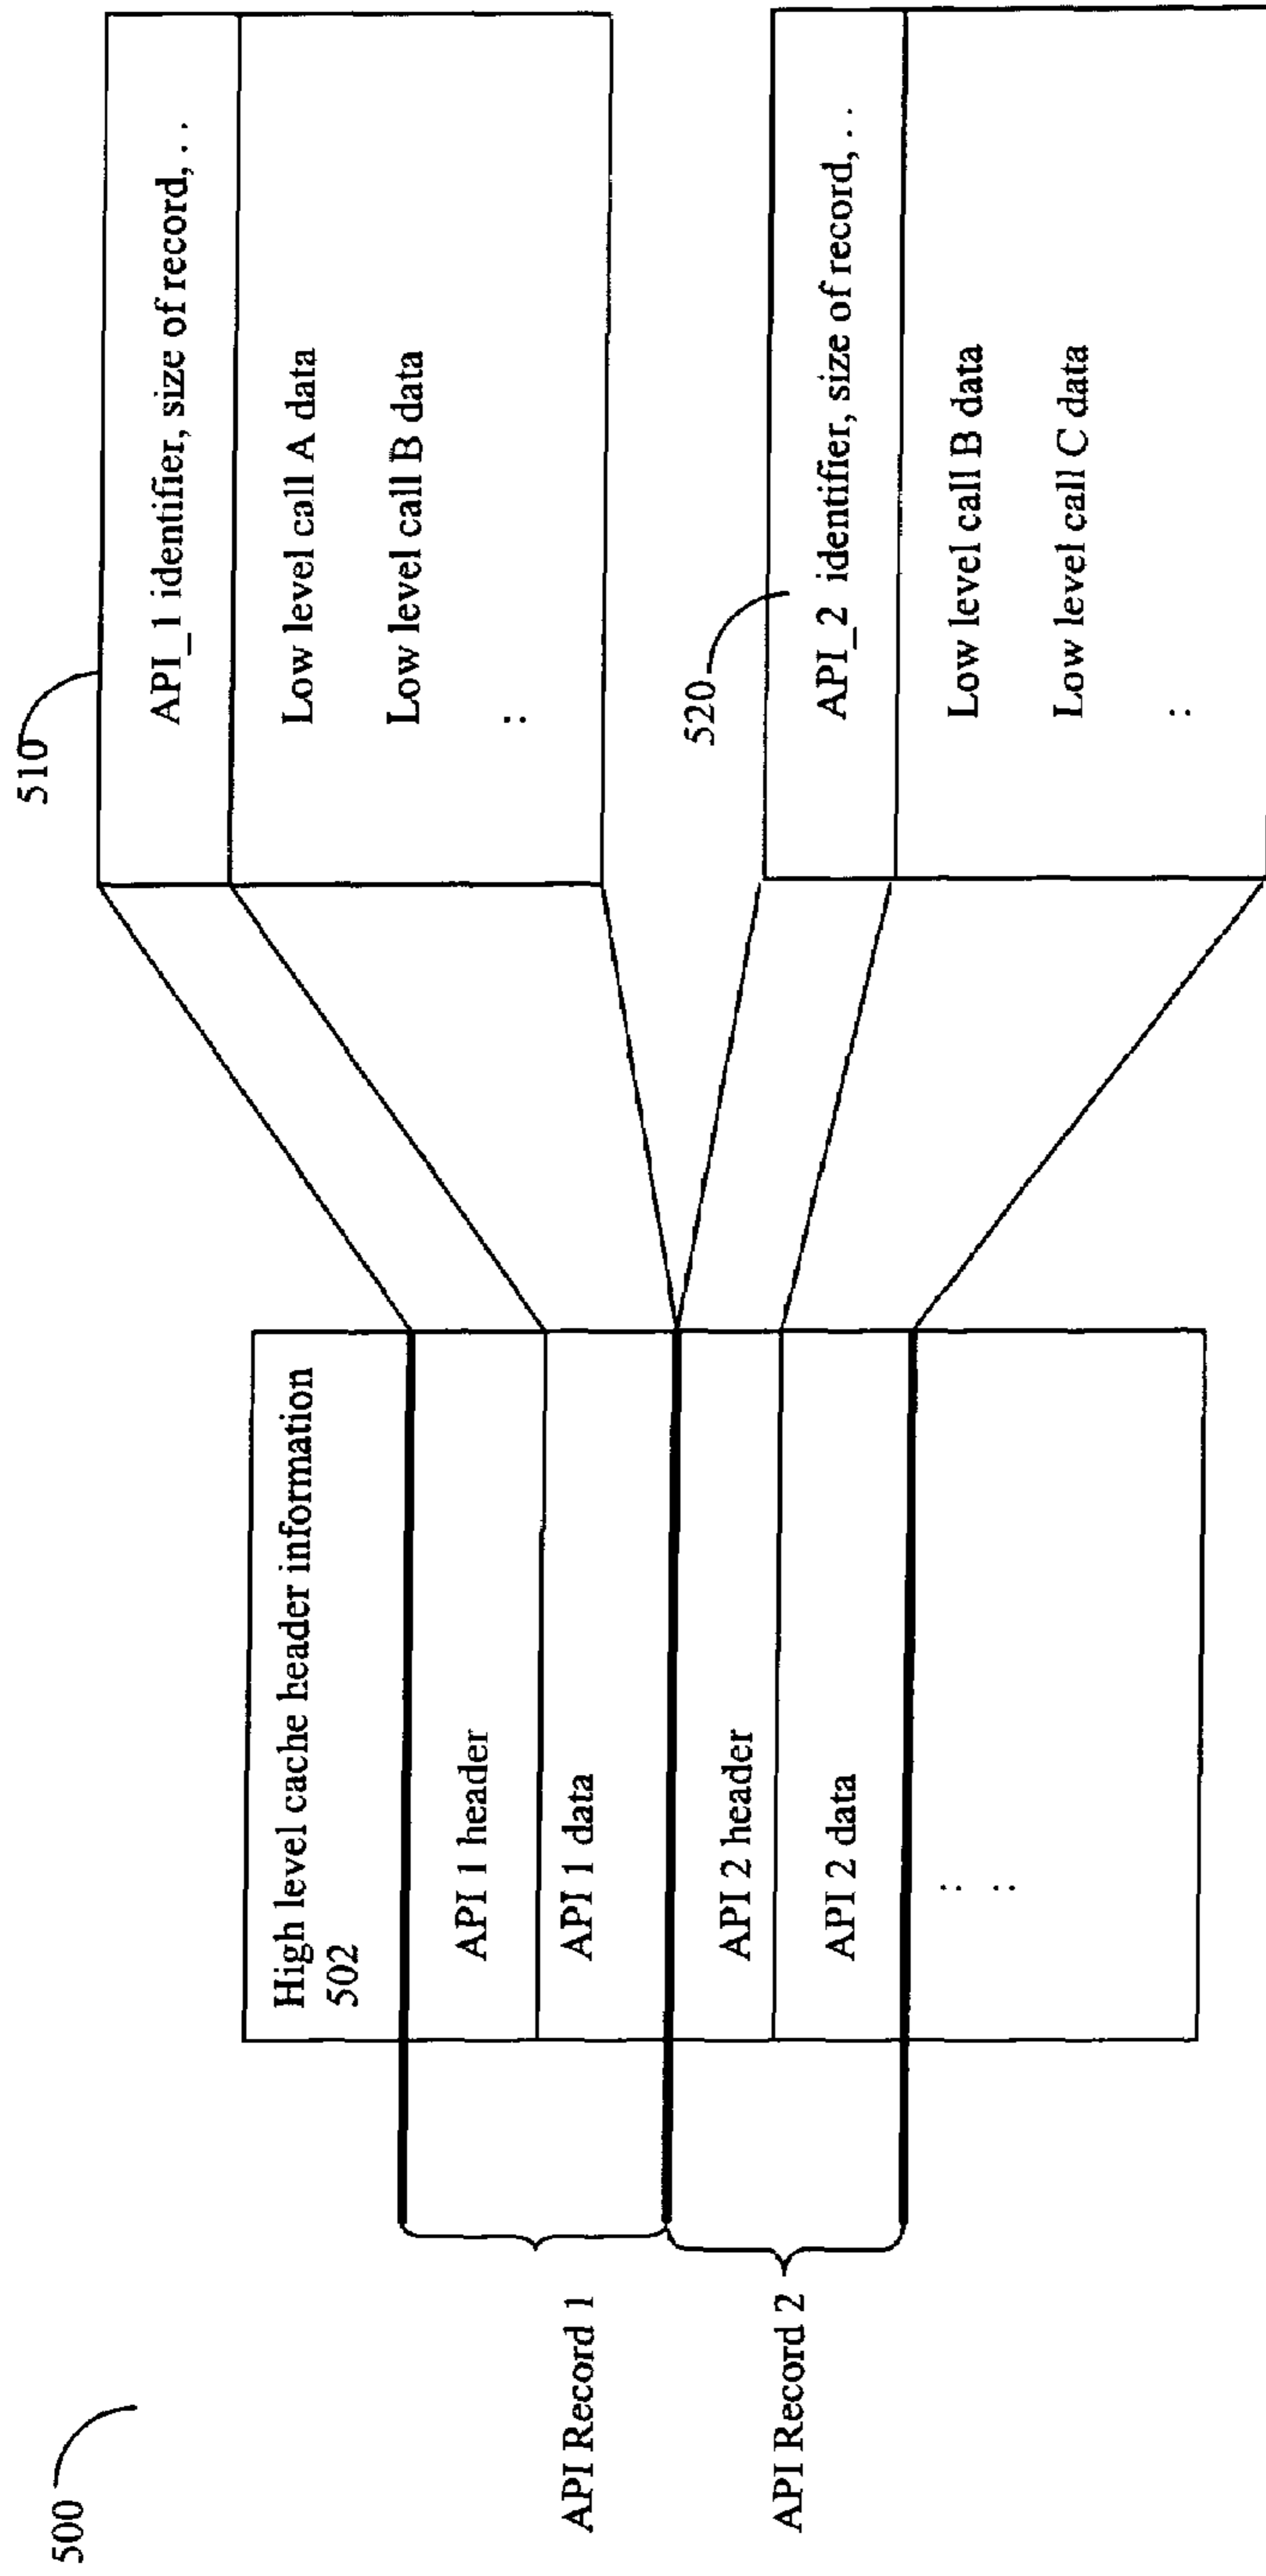 500
High level cache header information
502
API 1 header
API 1 data
API 2 header
API 2 data
: :
API Record 1
API Record 2
510
API_1 identifier, size of record, . .
Low level call A data
Low level call B data
:
520
API_2 identifier, size of record, . .
Low level call B data
Low level call C data
: